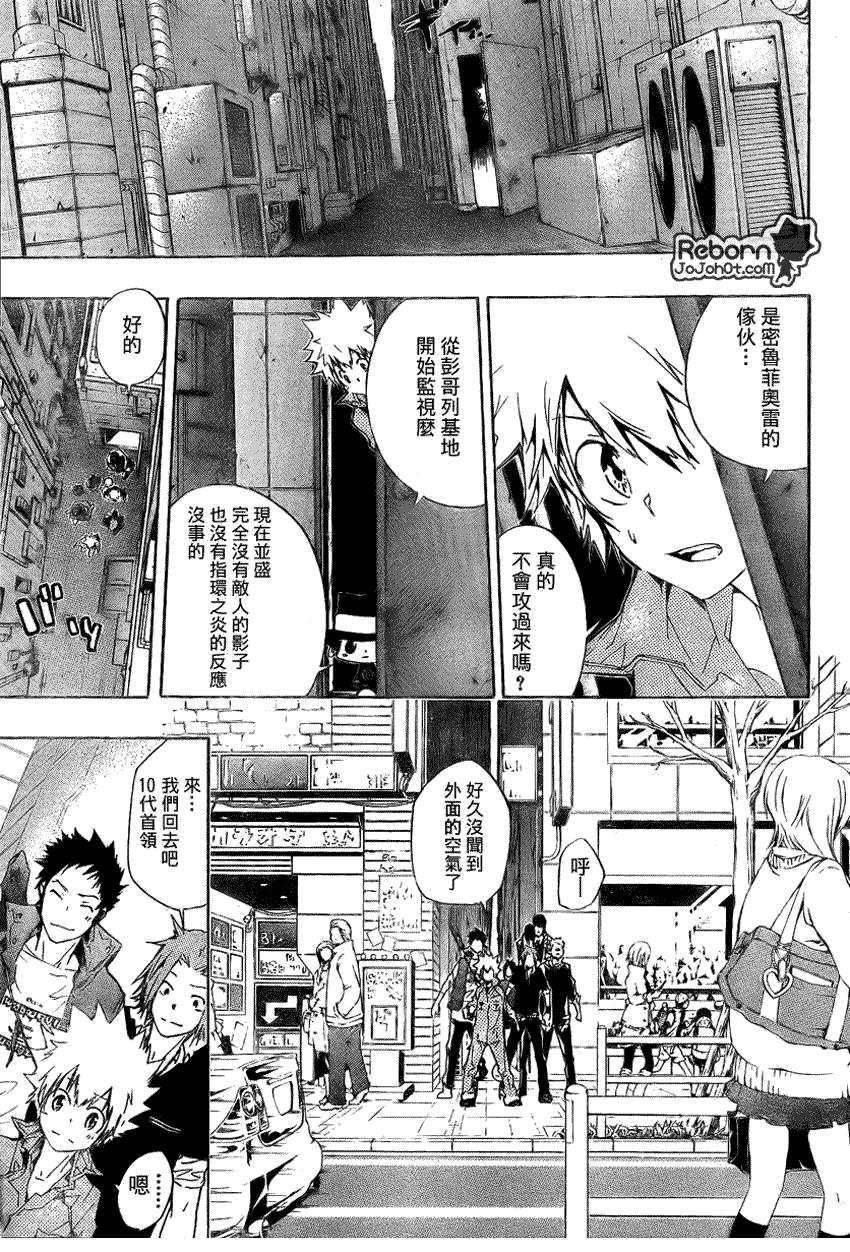 Reborn
JoJoh0t.com
是密魯菲奧雷的
傢伙…
真的
不會攻過來嗎？
從彭哥列基地
開始監視麼
現在並盛
完全沒有敵人的影子
也沒有指環之炎的反應
沒事的
好的
呼—
好久沒聞到
外面的空氣了
來…
我們回去吧
10代首領
……
嗯